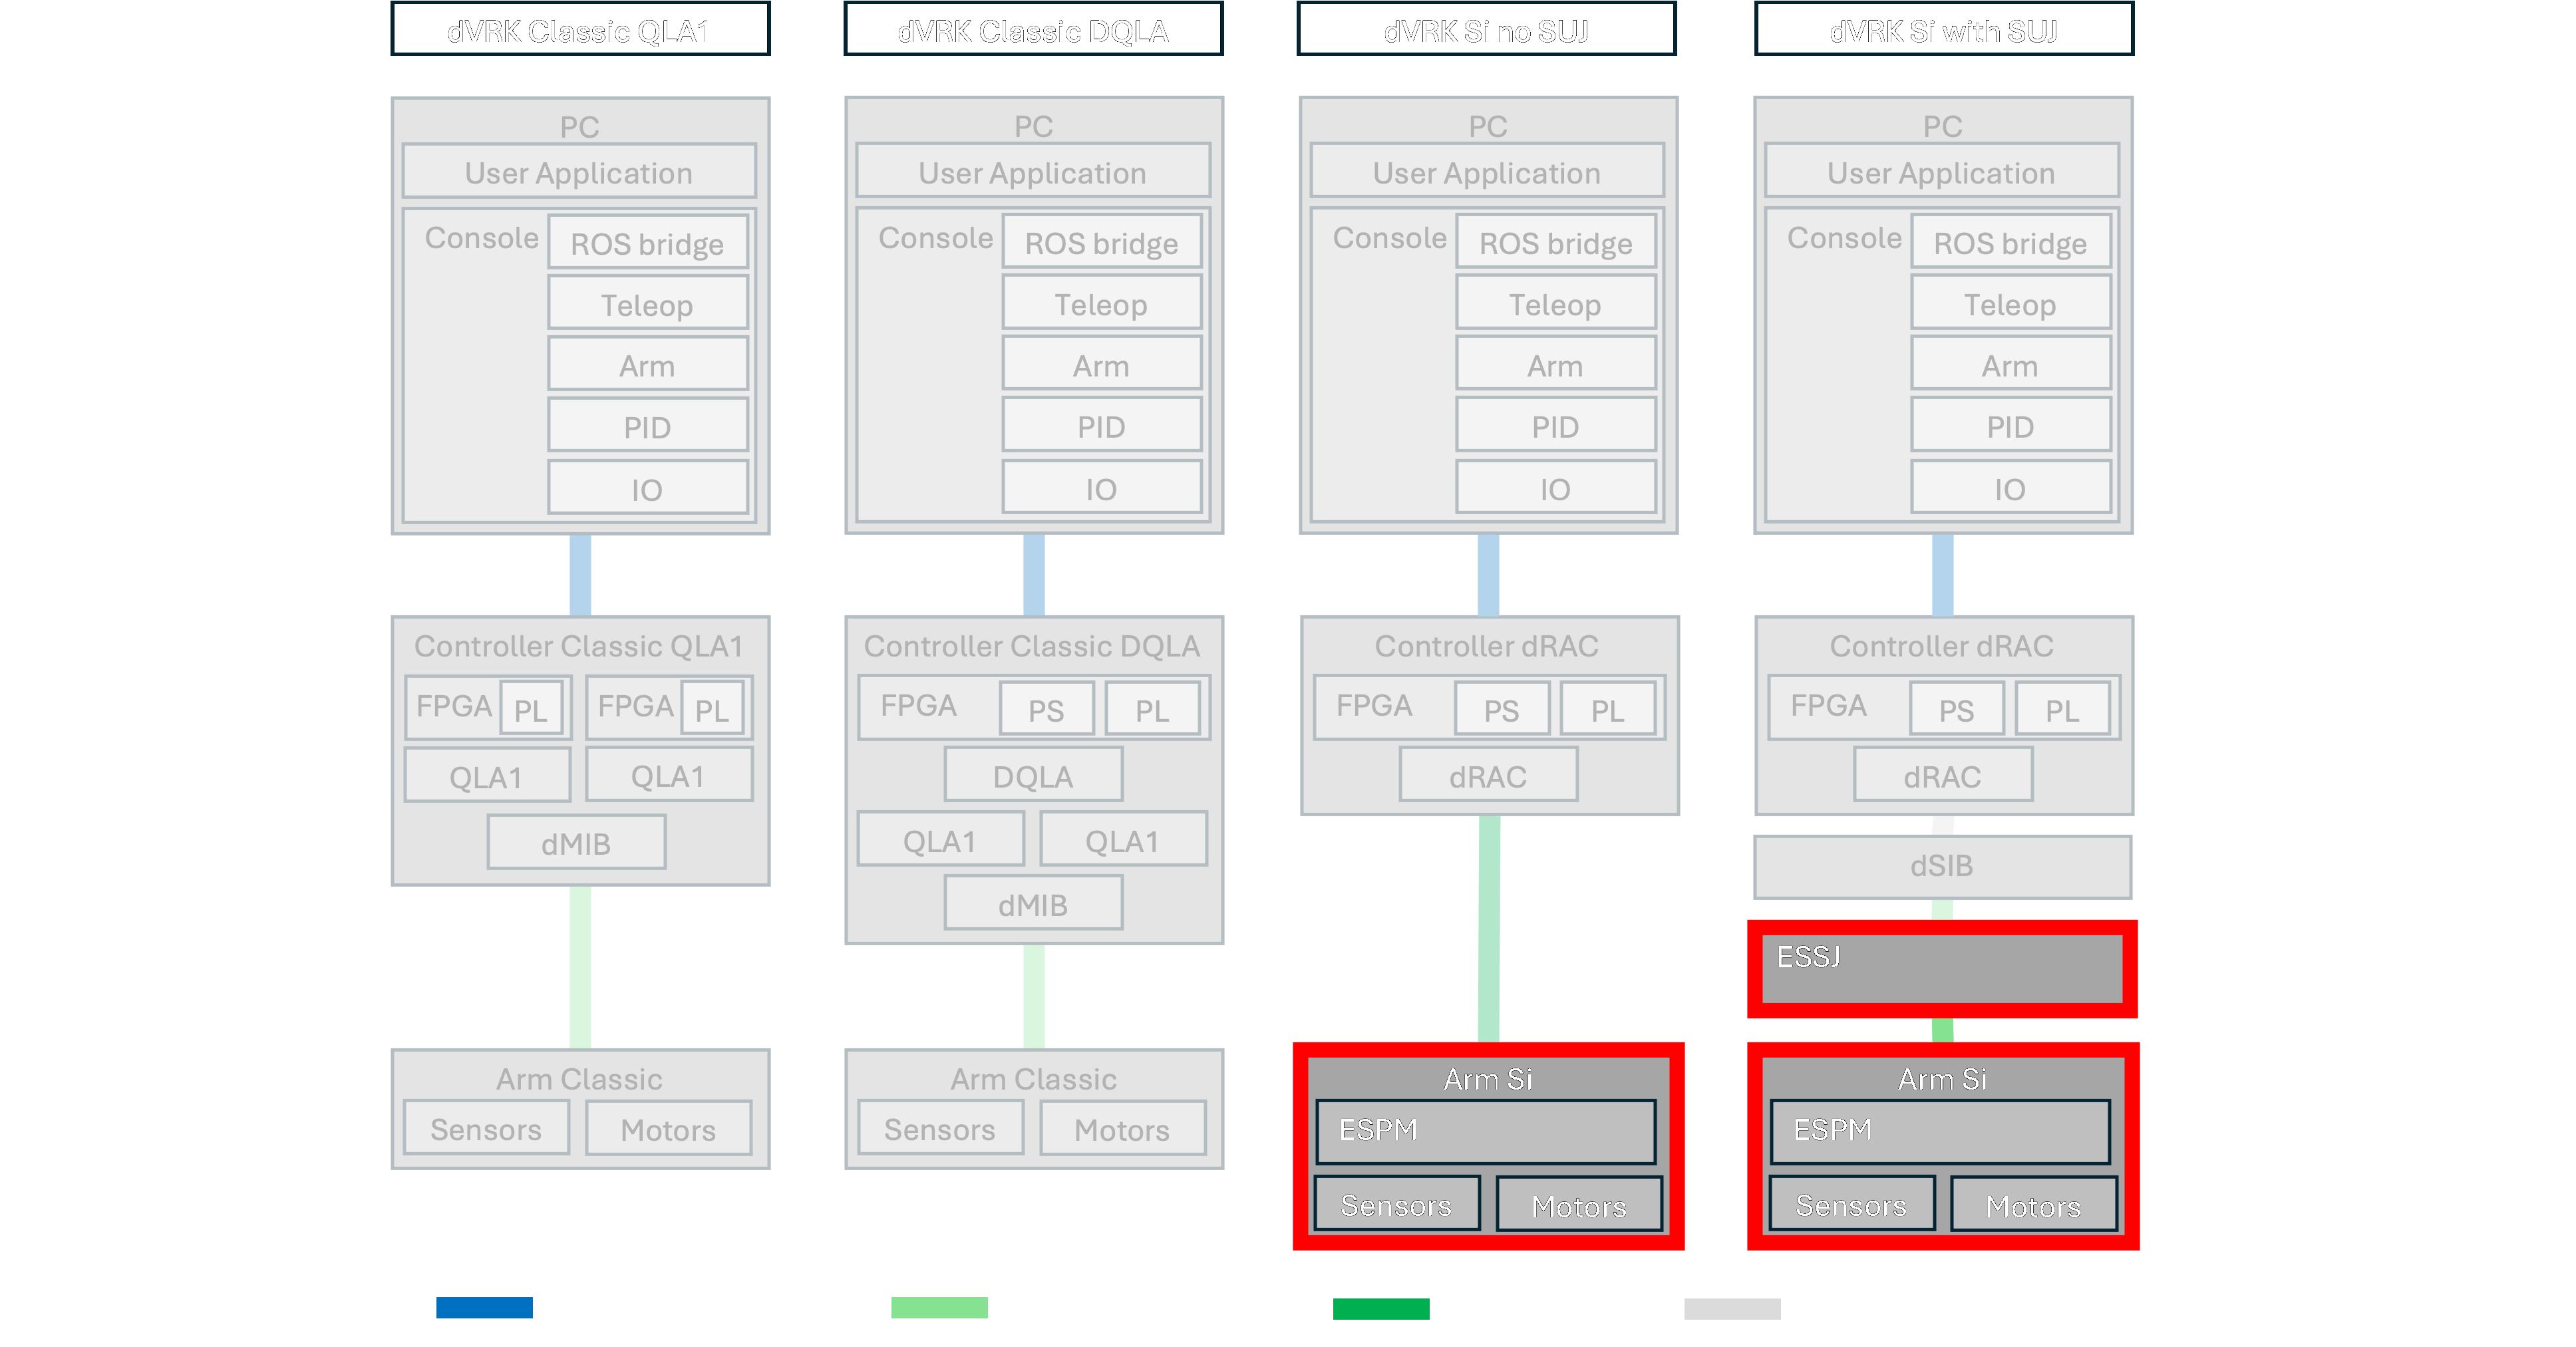 dVRK Classic QLA1
dVRK Classic DQLA
dVRK Si no SUJ
dVRK Si with SUJ
PC
User Application
Console
ROS bridge
Teleop
Arm
PID
IO
PC
User Application
Console
ROS bridge
Teleop
Arm
PID
IO
PC
User Application
Console
ROS bridge
Teleop
Arm
PID
IO
PC
User Application
Console
ROS bridge
Teleop
Arm
PID
IO
Controller Classic QLA1
FPGA PL FPGA PL
QLA1 QLA1
dMIB
Controller Classic DQLA
FPGA PS PL
DQLA
QLA1 QLA1
dMIB
Controller dRAC
FPGA PS PL
dRAC
Controller dRAC
FPGA PS PL
dRAC
dSIB
ESSJ
Arm Classic
Sensors Motors
Arm Classic
Sensors Motors
Arm Si
ESPM
Sensors Motors
Arm Si
ESPM
Sensors Motors